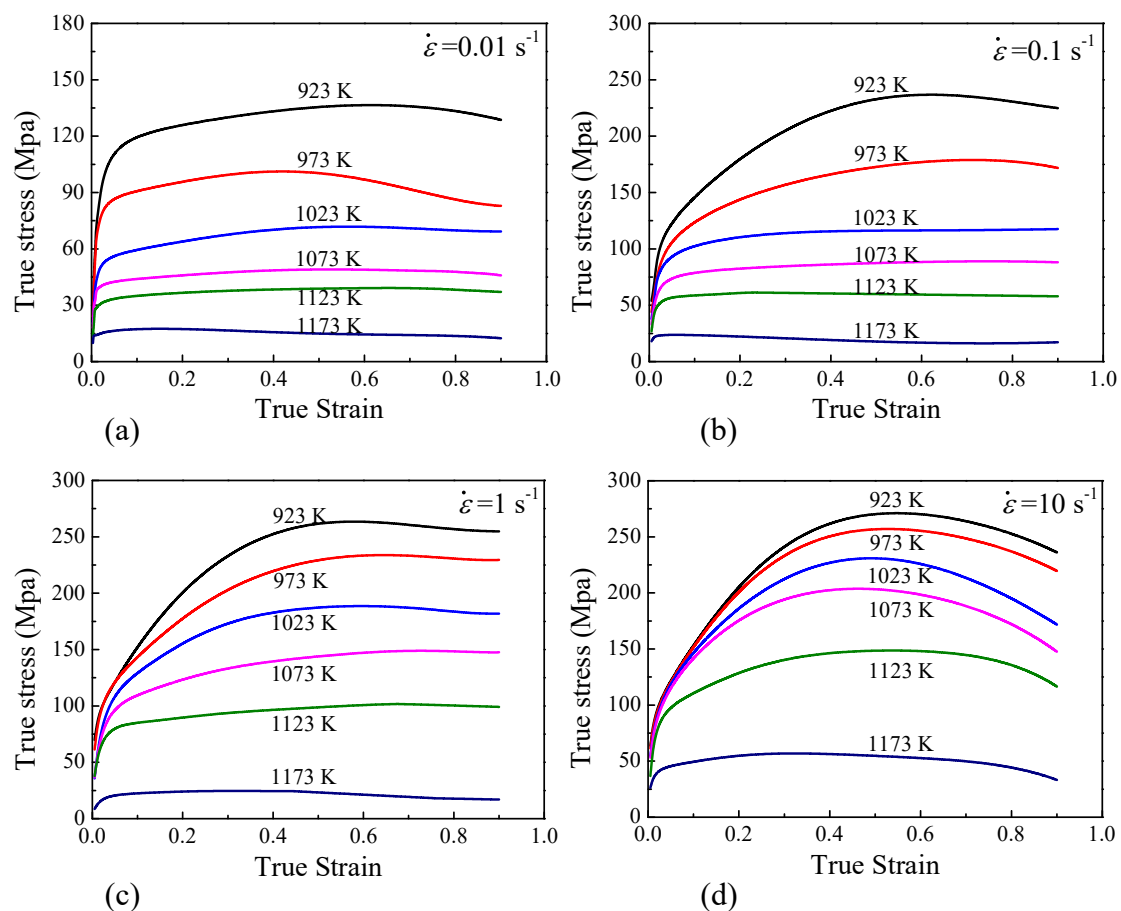 180
150
120
90
60
30
0
True stress (Mpa)
ε̇=0.01 s⁻¹
923 K
973 K
1023 K
1073 K
1123 K
1173 K
0.0 0.2 0.4 0.6 0.8 1.0
True Strain
(a)
300
250
200
150
100
50
0
True stress (Mpa)
ε̇=0.1 s⁻¹
923 K
973 K
1023 K
1073 K
1123 K
1173 K
0.0 0.2 0.4 0.6 0.8 1.0
True Strain
(b)
300
250
200
150
100
50
0
True stress (Mpa)
ε̇=1 s⁻¹
923 K
973 K
1023 K
1073 K
1123 K
1173 K
0.0 0.2 0.4 0.6 0.8 1.0
True Strain
(c)
300
250
200
150
100
50
0
True stress (Mpa)
ε̇=10 s⁻¹
923 K
973 K
1023 K
1073 K
1123 K
1173 K
0.0 0.2 0.4 0.6 0.8 1.0
True Strain
(d)